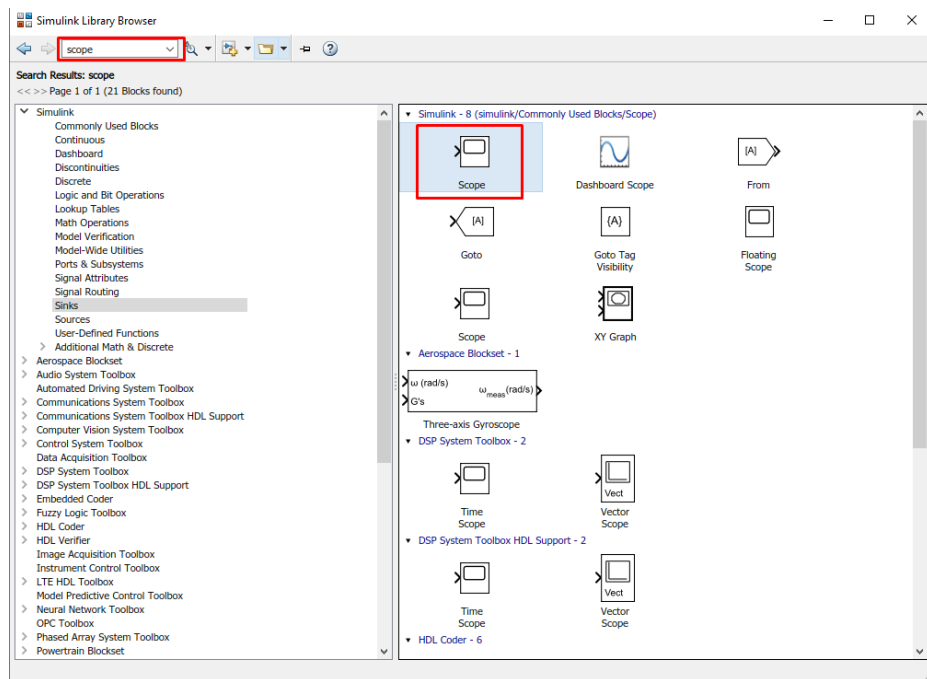 Simulink Library Browser
scope
Search Results: scope
<< >> Page 1 of 1 (21 Blocks found)
Simulink
Commonly Used Blocks
Continuous
Dashboard
Discontinuities
Discrete
Logic and Bit Operations
Lookup Tables
Math Operations
Model Verification
Model-Wide Utilities
Ports & Subsystems
Signal Attributes
Signal Routing
Sinks
Sources
User-Defined Functions
Additional Math & Discrete
Aerospace Blockset
Audio System Toolbox
Automated Driving System Toolbox
Communications System Toolbox
Communications System Toolbox HDL Support
Computer Vision System Toolbox
Control System Toolbox
Data Acquisition Toolbox
DSP System Toolbox
DSP System Toolbox HDL Support
Embedded Coder
Fuzzy Logic Toolbox
HDL Coder
HDL Verifier
Image Acquisition Toolbox
Instrument Control Toolbox
LTE HDL Toolbox
Model Predictive Control Toolbox
Neural Network Toolbox
OPC Toolbox
Phased Array System Toolbox
Powertrain Blockset
Simulink - 8 (simulink/Commonly Used Blocks/Scope)
[A]
Scope Dashboard Scope From
[A] {A}
Goto Goto Tag Floating
Visibility Scope
Scope XY Graph
Aerospace Blockset - 1
ω (rad/s) ωmeas(rad/s)
G's
Three-axis Gyroscope
DSP System Toolbox - 2
Vect
Time Vector
Scope Scope
DSP System Toolbox HDL Support - 2
Vect
Time Vector
Scope Scope
HDL Coder - 6